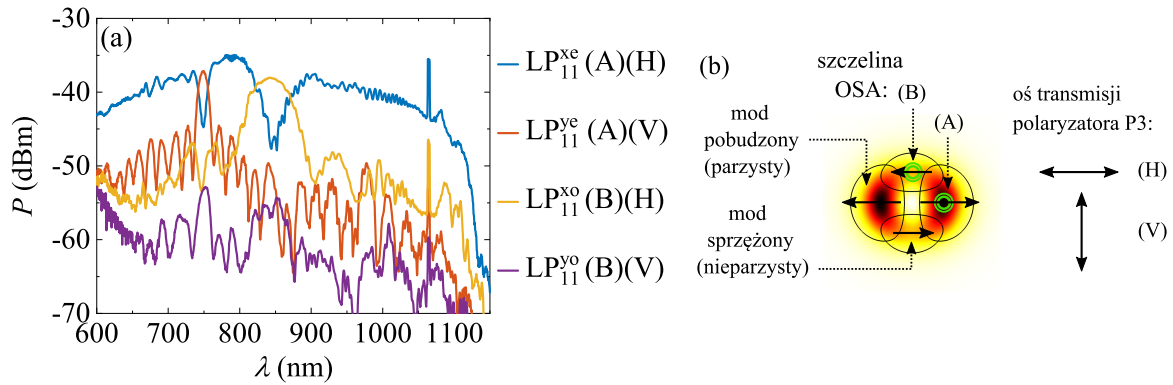 (a)
P (dBm)
-30
-40
-50
-60
-70
600 700 800 900 1000 1100
λ (nm)
LP₁₁ˣᵉ (A)(H)
LP₁₁ʸᵉ (A)(V)
LP₁₁ˣᵒ (B)(H)
LP₁₁ʸᵒ (B)(V)
(b)
szczelina
OSA: (B)
(A)
mod
pobudzony
(parzysty)
mod
sprzężony
(nieparzysty)
oś transmisji
polaryzatora P3:
(H)
(V)